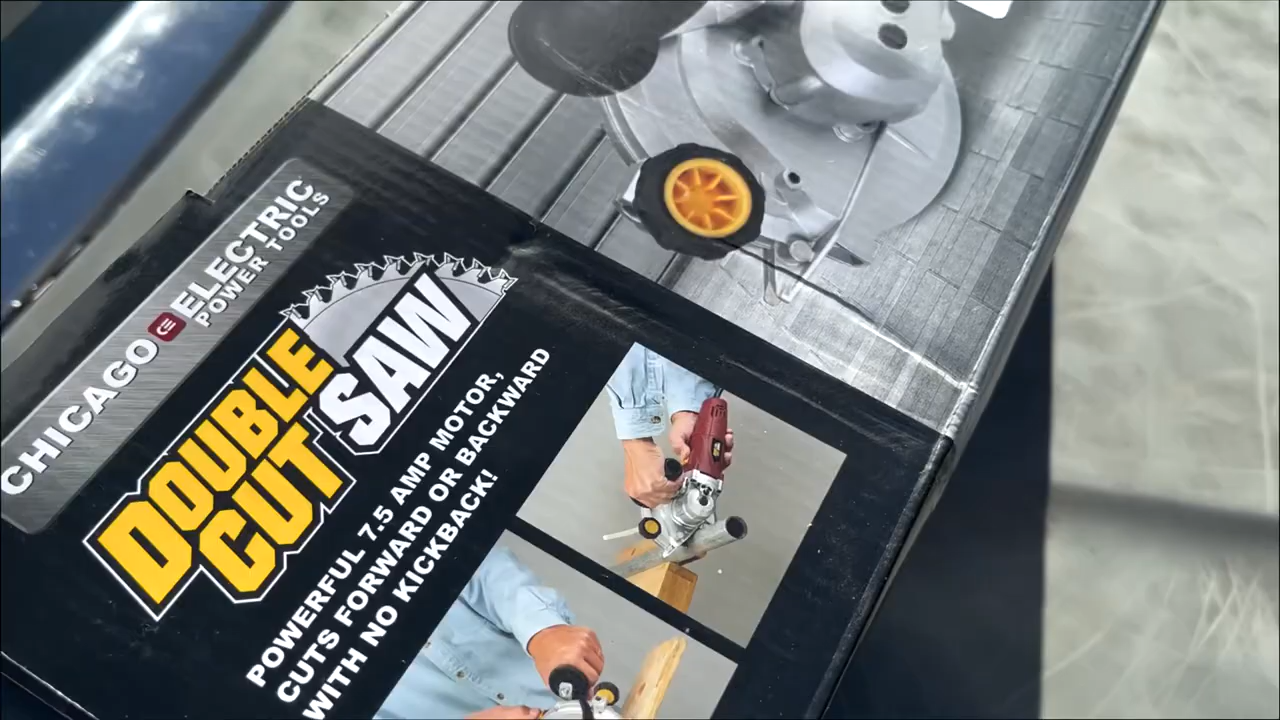 CHICAGO ELECTRIC
POWER TOOLS
DOUBLE
CUT SAW
POWERFUL 7.5 AMP MOTOR,
CUTS FORWARD OR BACKWARD
WITH NO KICKBACK!